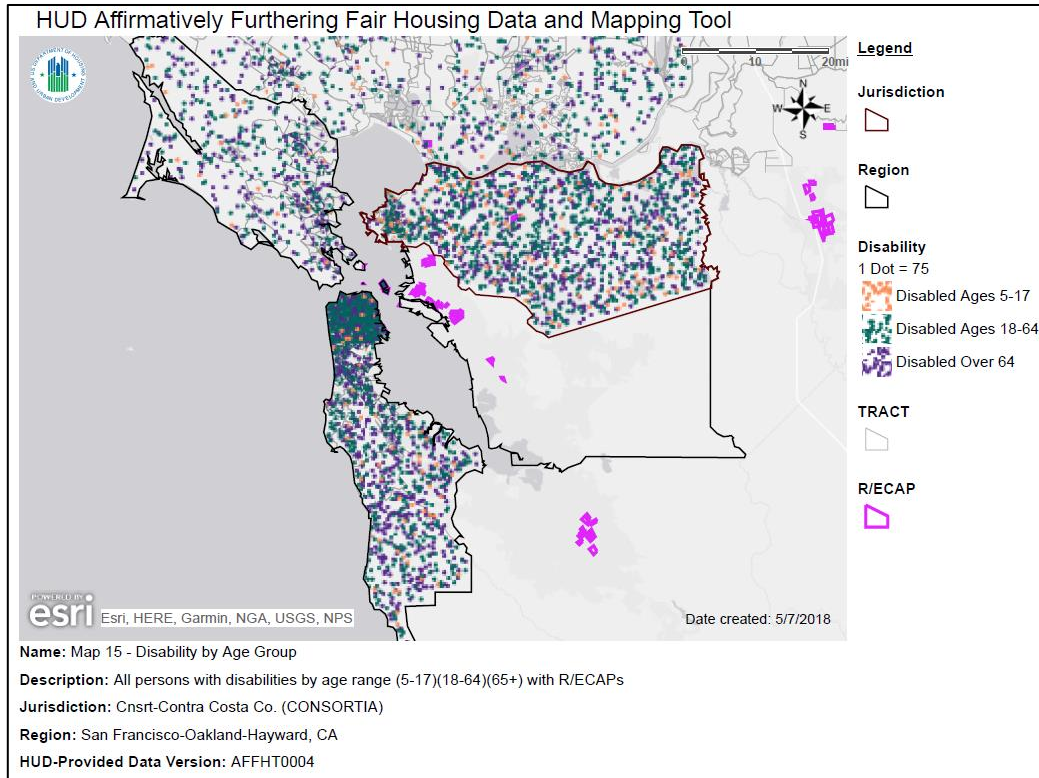 HUD Affirmatively Furthering Fair Housing Data and Mapping Tool
0 10 20mi
N
W E
S
Legend
Jurisdiction
Region
Disability
1 Dot = 75
Disabled Ages 5-17
Disabled Ages 18-64
Disabled Over 64
TRACT
R/ECAP
POWERED BY
esri
Esri, HERE, Garmin, NGA, USGS, NPS
Date created: 5/7/2018
Name: Map 15 - Disability by Age Group
Description: All persons with disabilities by age range (5-17)(18-64)(65+) with R/ECAPs
Jurisdiction: Cnsrt-Contra Costa Co. (CONSORTIA)
Region: San Francisco-Oakland-Hayward, CA
HUD-Provided Data Version: AFFHT0004